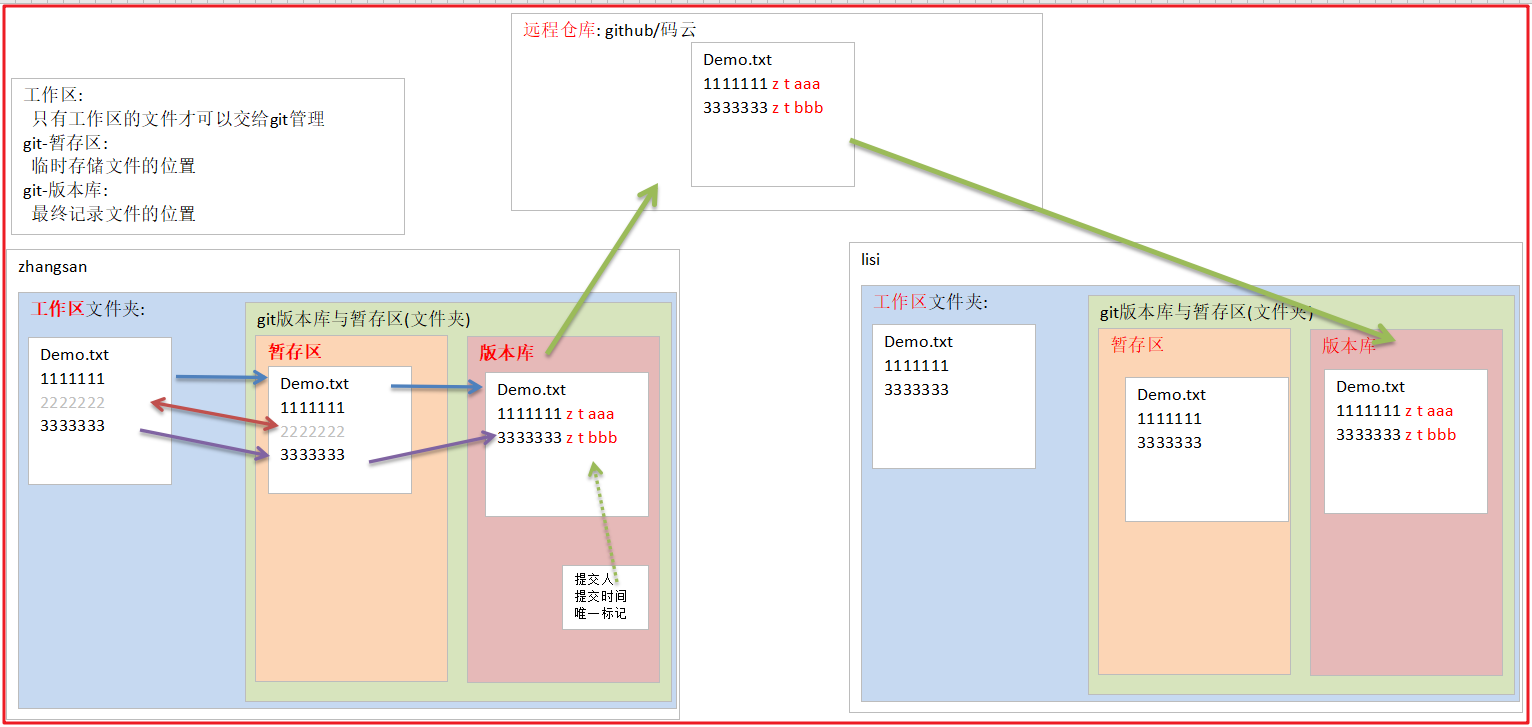 远程仓库: github/码云
Demo.txt
1111111 z t aaa
3333333 z t bbb
工作区:
只有工作区的文件才可以交给git管理
git-暂存区:
临时存储文件的位置
git-版本库:
最终记录文件的位置
zhangsan
工作区文件夹:
Demo.txt
1111111
2222222
3333333
git版本库与暂存区(文件夹)
暂存区
Demo.txt
1111111
2222222
3333333
版本库
Demo.txt
1111111 z t aaa
3333333 z t bbb
提交人
提交时间
唯一标记
lisi
工作区文件夹:
Demo.txt
1111111
3333333
git版本库与暂存区(文件夹)
暂存区
Demo.txt
1111111
3333333
版本库
Demo.txt
1111111 z t aaa
3333333 z t bbb